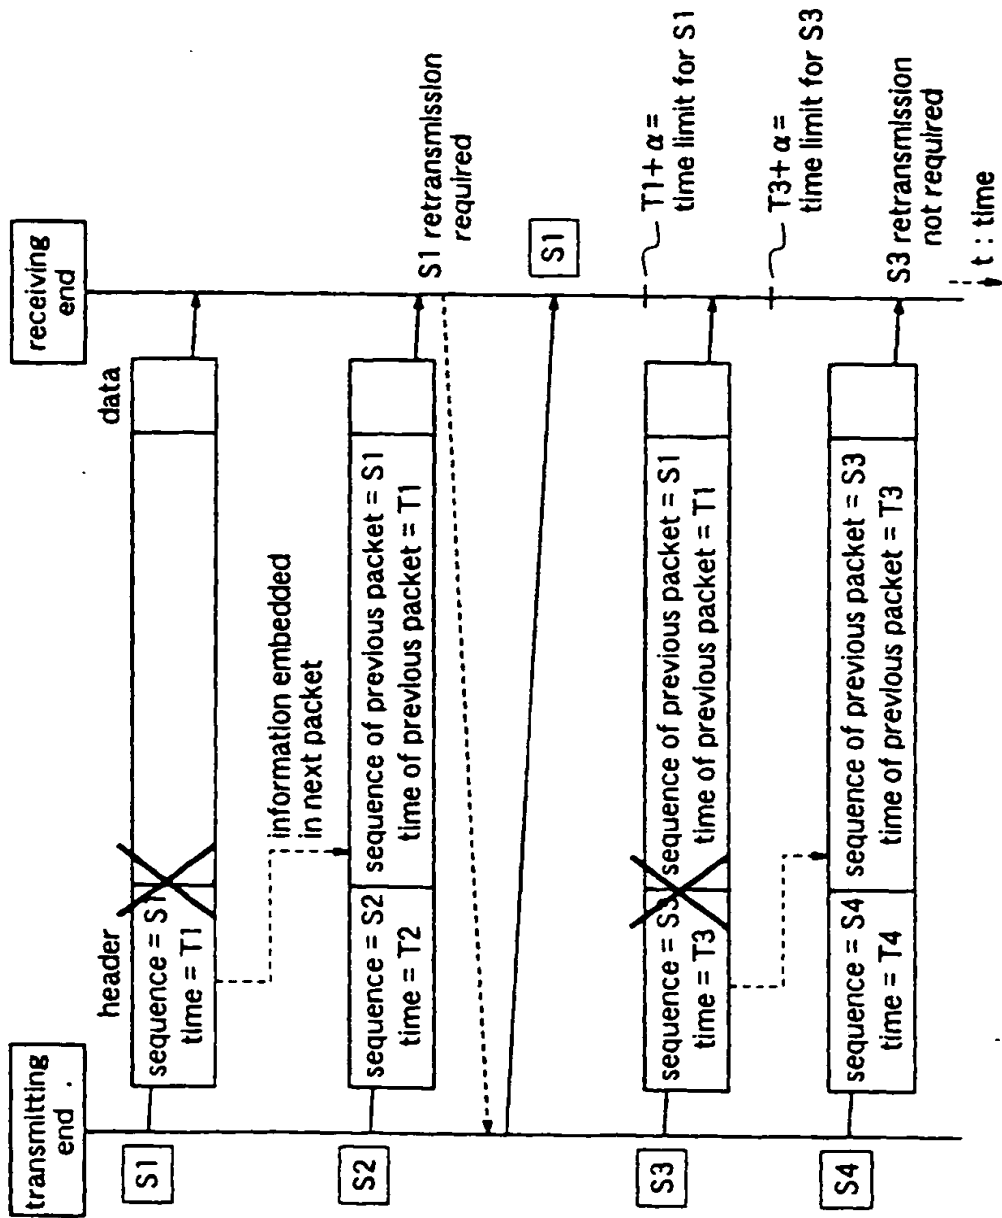 transmitting
end
receiving
end
header
data
S1
sequence = S1
time = T1
information embedded
in next packet
S2
sequence = S2
time = T2
sequence of previous packet = S1
time of previous packet = T1
S1 retransmission
required
S1
T1 + α =
time limit for S1
S3
sequence = S3
time = T3
sequence of previous packet = S1
time of previous packet = T1
T3 + α =
time limit for S3
S4
sequence = S4
time = T4
sequence of previous packet = S3
time of previous packet = T3
S3 retransmission
not required
t : time